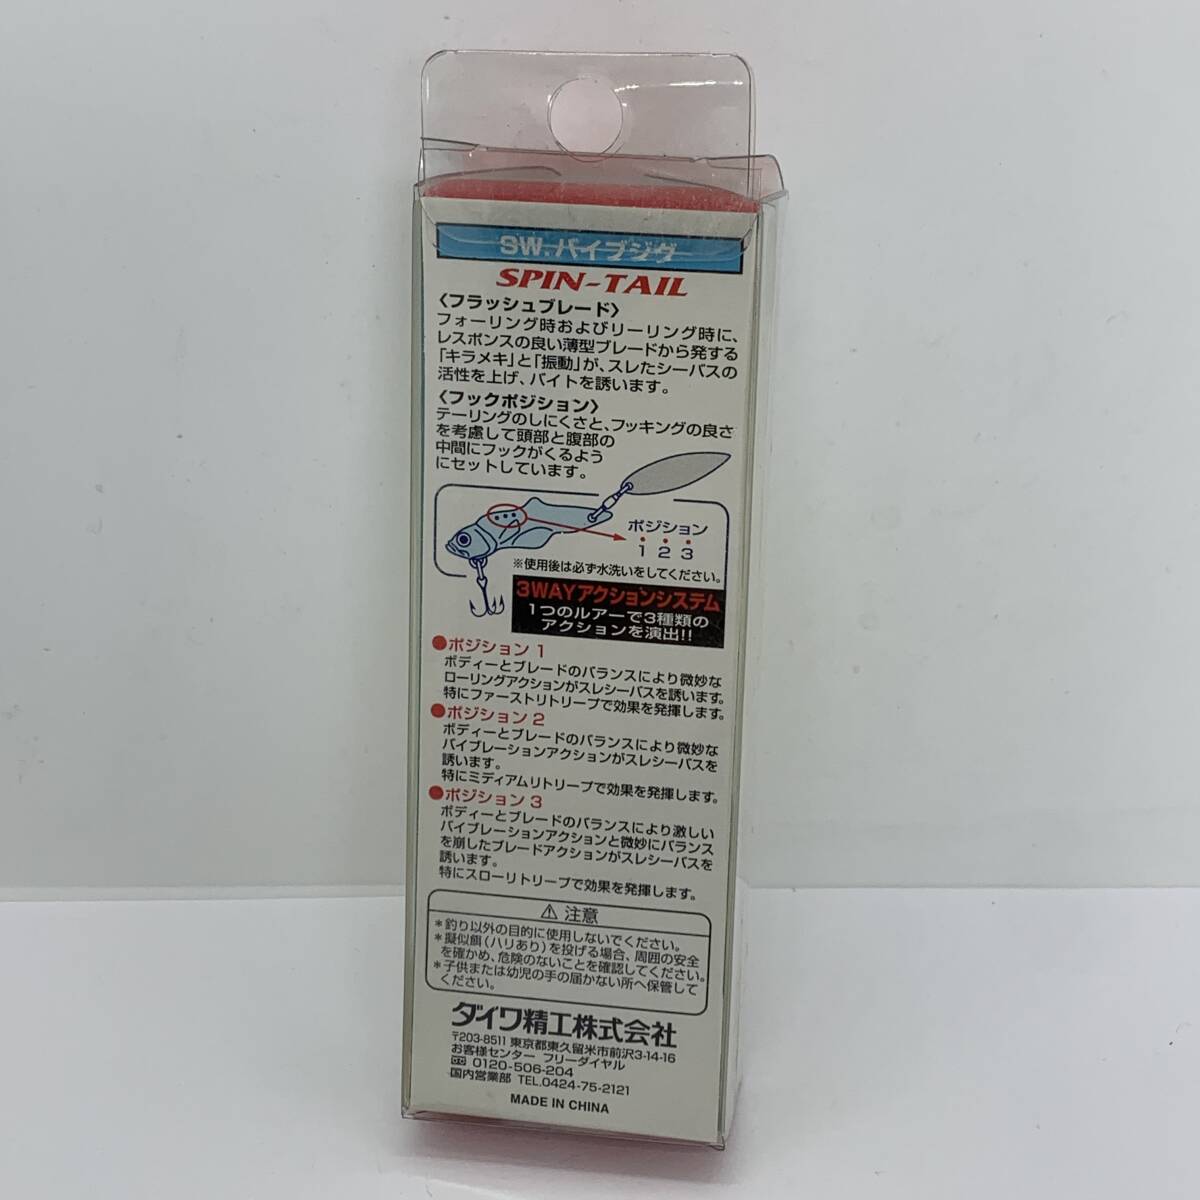 SW.バイブジグ
SPIN-TAIL
〈フラッシュブレード〉
フォーリング時およびリーリング時に、
レスポンスの良い薄型ブレードから発する
「キラメキ」と「振動」が、スレたシーバスの
活性を上げ、バイトを誘います。
〈フックポジション〉
テーリングのしにくさと、フッキングの良さ
を考慮して頭部と腹部の
中間にフックがくるよう
にセットしています。
ポジション
1 2 3
※使用後は必ず水洗いをしてください。
3WAYアクションシステム
1つのルアーで3種類の
アクションを演出!!
●ポジション1
ボディーとブレードのバランスにより微妙な
ローリングアクションがスレシーバスを誘います。
特にファーストリトリーブで効果を発揮します。
●ポジション2
ボディーとブレードのバランスにより微妙な
バイブレーションアクションがスレシーバスを
誘います。
特にミディアムリトリーブで効果を発揮します。
●ポジション3
ボディーとブレードのバランスにより激しい
バイブレーションアクションと微妙にバランス
を崩したブレードアクションがスレシーバスを
誘います。
特にスローリトリーブで効果を発揮します。
⚠ 注意
*釣り以外の目的に使用しないでください。
*擬似餌(ハリあり)を投げる場合、周囲の安全
を確かめ、危険のないことを確認してください。
*子供または幼児の手の届かない所へ保管して
ください。
ダイワ精工株式会社
〒203-8511 東京都東久留米市前沢3-14-16
お客様センター フリーダイヤル
0120-506-204
国内営業部 TEL.0424-75-2121
MADE IN CHINA